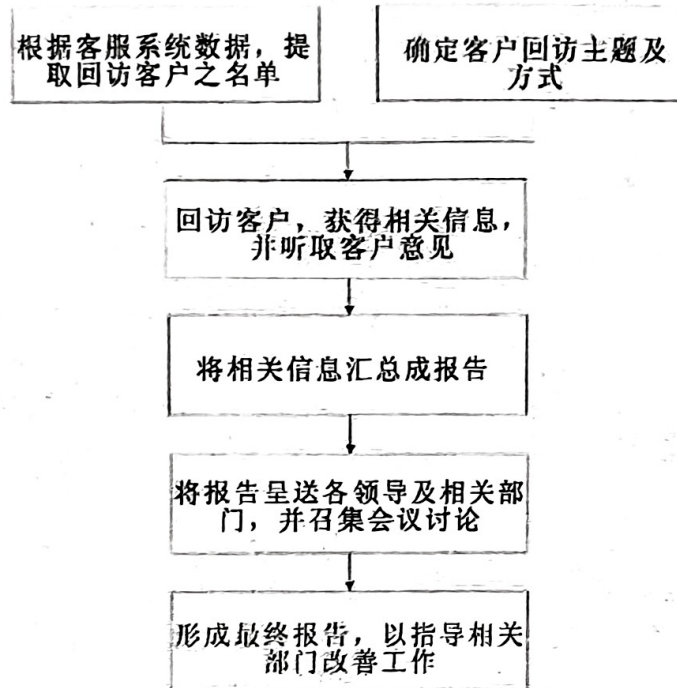 根据客服系统数据，提
取回访客户之名单
确定客户回访主题及
方式
回访客户，获得相关信息，
并听取客户意见
将相关信息汇总成报告
将报告呈送各领导及相关部
门，并召集会议讨论
形成最终报告，以指导相关
部门改善工作